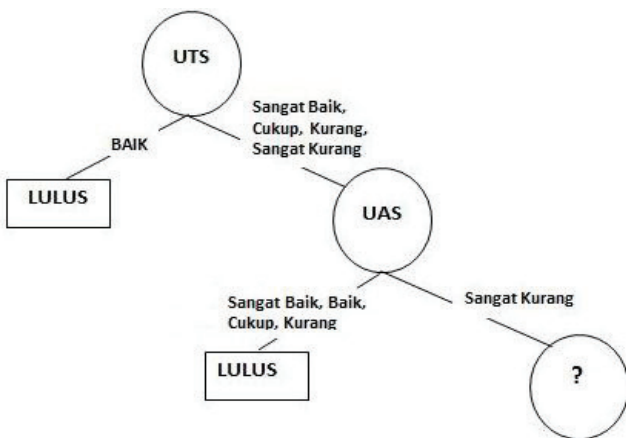 UTS
Sangat Baik,
Cukup, Kurang,
Sangat Kurang
BAIK
LULUS
UAS
Sangat Baik, Baik,
Cukup, Kurang
Sangat Kurang
LULUS
?